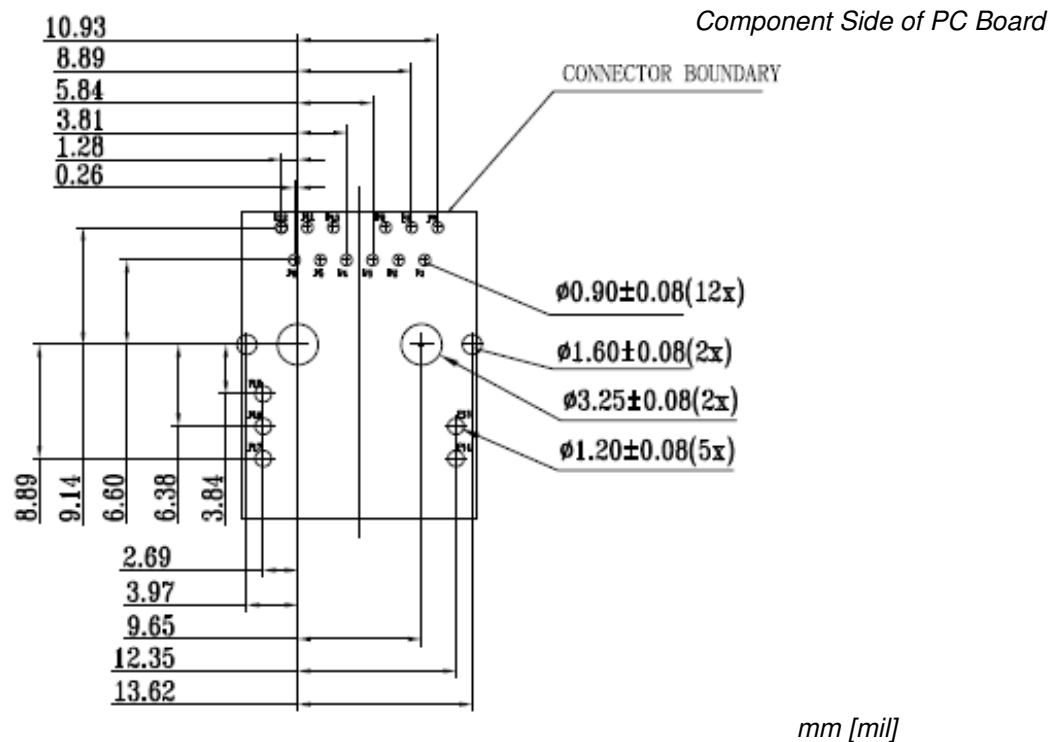 Component Side of PC Board
10.93
8.89
5.84
3.81
1.28
0.26
CONNECTOR BOUNDARY
ø0.90±0.08(12x)
ø1.60±0.08(2x)
ø3.25±0.08(2x)
ø1.20±0.08(5x)
8.89
9.14
6.60
6.38
3.84
2.69
3.97
9.65
12.35
13.62
mm [mil]